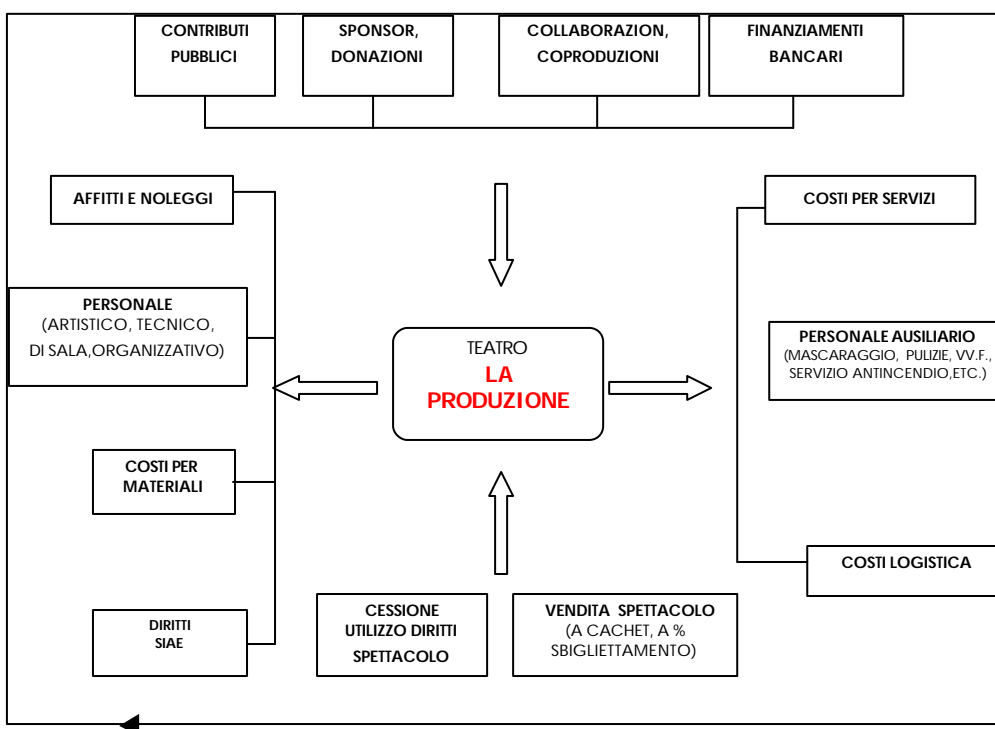 CONTRIBUTI
PUBBLICI
SPONSOR,
DONAZIONI
COLLABORAZION,
COPRODUZIONI
FINANZIAMENTI
BANCARI
AFFITTI E NOLEGGI
COSTI PER SERVIZI
PERSONALE
(ARTISTICO, TECNICO,
DI SALA,ORGANIZZATIVO)
TEATRO
LA
PRODUZIONE
PERSONALE AUSILIARIO
(MASCARAGGIO, PULIZIE, VV.F.,
SERVIZIO ANTINCENDIO,ETC.)
COSTI PER
MATERIALI
COSTI LOGISTICA
DIRITTI
SIAE
CESSIONE
UTILIZZO DIRITTI
SPETTACOLO
VENDITA SPETTACOLO
(A CACHET, A %
SBIGLIETTAMENTO)